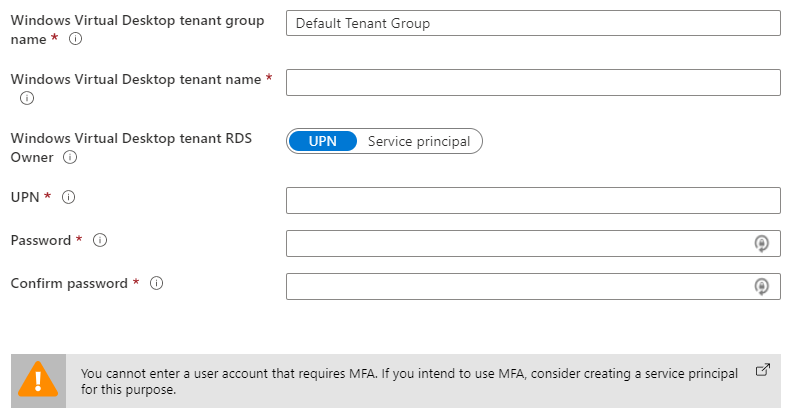 Windows Virtual Desktop tenant group
name *
Default Tenant Group
Windows Virtual Desktop tenant name *
Windows Virtual Desktop tenant RDS
Owner
UPN
Service principal
UPN *
Password *
Confirm password *
You cannot enter a user account that requires MFA. If you intend to use MFA, consider creating a service principal
for this purpose.